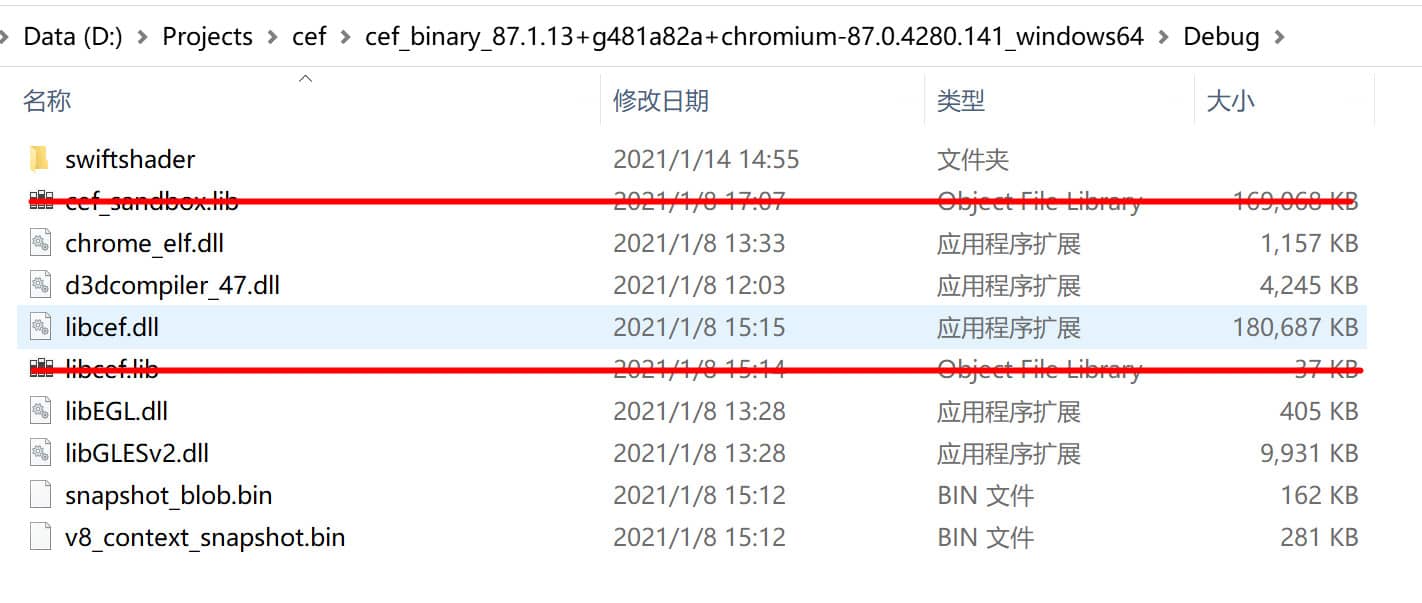 Data (D:) > Projects > cef > cef_binary_87.1.13+g481a82a+chromium-87.0.4280.141_windows64 > Debug >
名称 修改日期 类型 大小
swiftshader 2021/1/14 14:55 文件夹
cef_sandbox.lib 2021/1/8 17:07 Object File Library 169,068 KB
chrome_elf.dll 2021/1/8 13:33 应用程序扩展 1,157 KB
d3dcompiler_47.dll 2021/1/8 12:03 应用程序扩展 4,245 KB
libcef.dll 2021/1/8 15:15 应用程序扩展 180,687 KB
libcef.lib 2021/1/8 15:14 Object File Library 37 KB
libEGL.dll 2021/1/8 13:28 应用程序扩展 405 KB
libGLESv2.dll 2021/1/8 13:28 应用程序扩展 9,931 KB
snapshot_blob.bin 2021/1/8 15:12 BIN 文件 162 KB
v8_context_snapshot.bin 2021/1/8 15:12 BIN 文件 281 KB